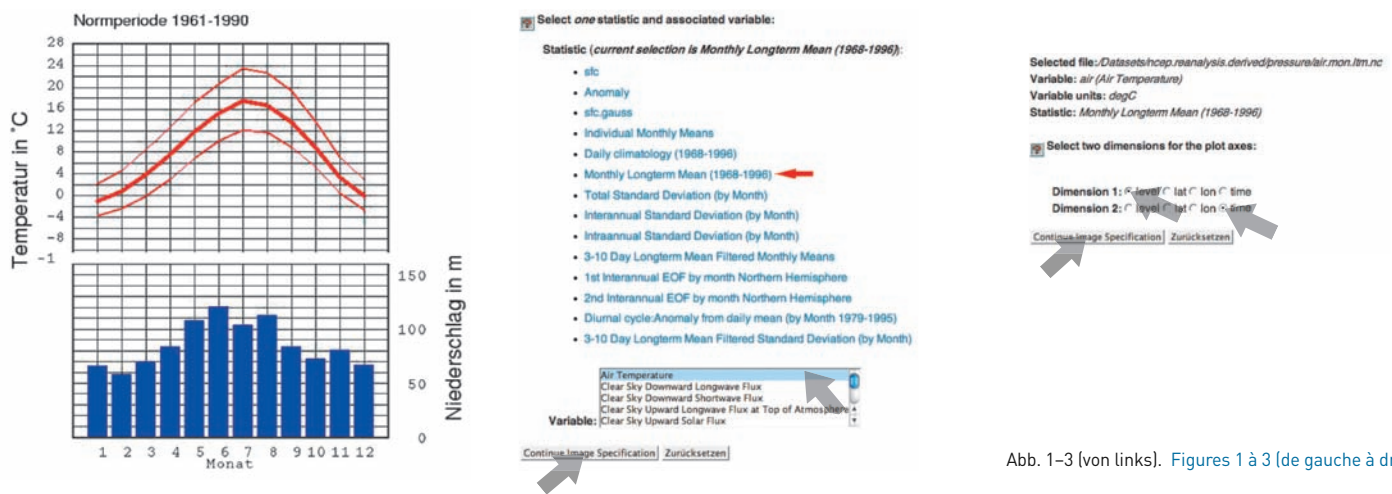 Normperiode 1961-1990
Temperatur in °C
28
24
20
16
12
8
4
0
-4
-8
-1
150
100
50
0
Niederschlag in m
1 2 3 4 5 6 7 8 9 10 11 12
Monat
Select one statistic and associated variable:
Statistic (current selection is Monthly Longterm Mean (1968-1996)):
• sfc
• Anomaly
• sfc.gauss
• Individual Monthly Means
• Daily climatology (1968-1996)
• Monthly Longterm Mean (1968-1996)
• Total Standard Deviation (by Month)
• Interannual Standard Deviation (by Month)
• Intraannual Standard Deviation (by Month)
• 3-10 Day Longterm Mean Filtered Monthly Means
• 1st Interannual EOF by month Northern Hemisphere
• 2nd Interannual EOF by month Northern Hemisphere
• Diurnal cycle:Anomaly from daily mean (by Month 1979-1995)
• 3-10 Day Longterm Mean Filtered Standard Deviation (by Month)
Air Temperature
Clear Sky Downward Longwave Flux
Clear Sky Downward Shortwave Flux
Clear Sky Upward Longwave Flux at Top of Atmosphere
Variable: Clear Sky Upward Solar Flux
Continue Image Specification Zurücksetzen
Selected file:/Datasets/ncep.reanalysis.derived/pressure/air.mon.ltm.nc
Variable: air (Air Temperature)
Variable units: degC
Statistic: Monthly Longterm Mean (1968-1996)
Select two dimensions for the plot axes:
Dimension 1: level lat lon time
Dimension 2: level lat lon time
Continue Image Specification Zurücksetzen
Abb. 1–3 (von links). Figures 1 à 3 (de gauche à